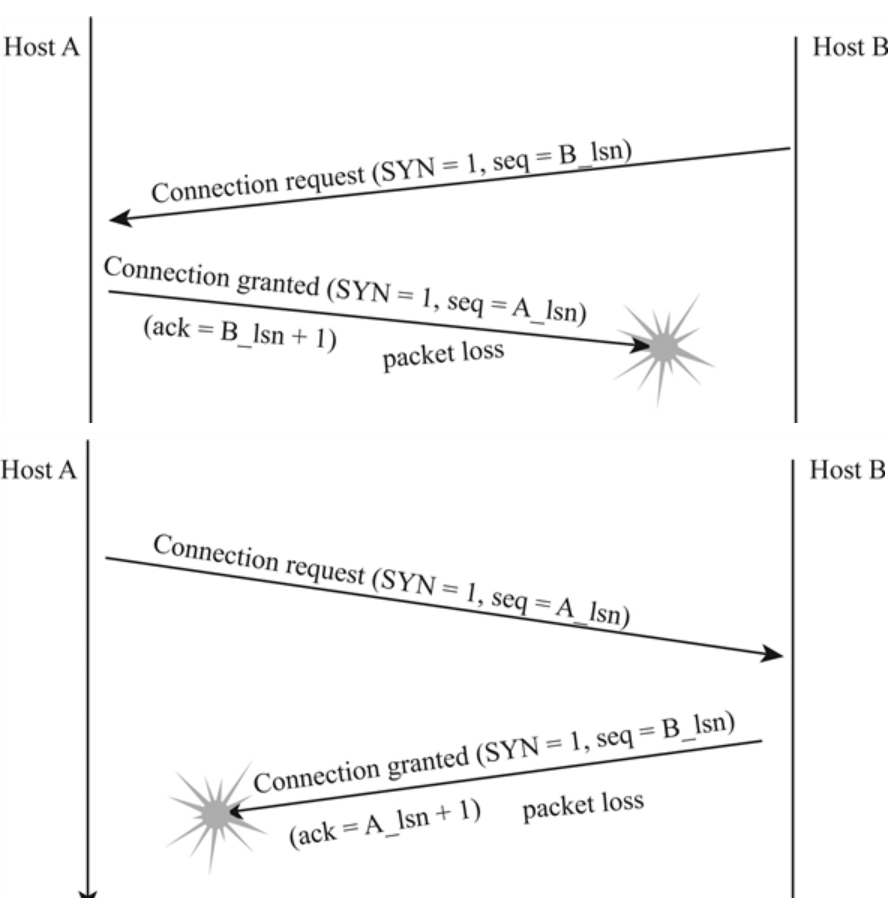 Host A
Host B
Connection request (SYN = 1, seq = B_lsn)
Connection granted (SYN = 1, seq = A_lsn)
(ack = B_lsn + 1)
packet loss
Host A
Host B
Connection request (SYN = 1, seq = A_lsn)
Connection granted (SYN = 1, seq = B_lsn)
(ack = A_lsn + 1)
packet loss